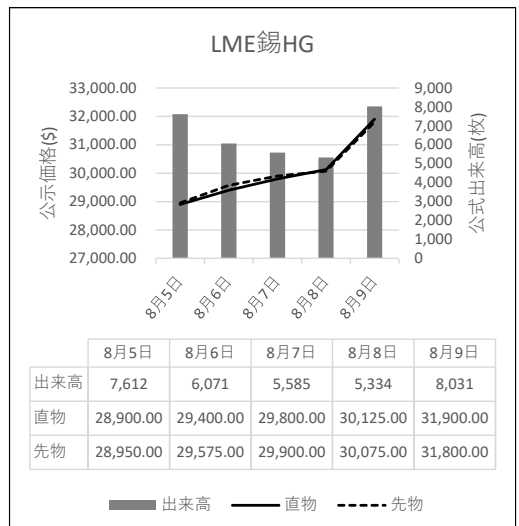 LME錫HG
公示価格($)
33,000.00
32,000.00
31,000.00
30,000.00
29,000.00
28,000.00
27,000.00
9,000
8,000
7,000
6,000
5,000
4,000
3,000
2,000
1,000
0
公式出来高(枚)
8月5日 8月6日 8月7日 8月8日 8月9日
8月5日 8月6日 8月7日 8月8日 8月9日
出来高 7,612 6,071 5,585 5,334 8,031
直物 28,900.00 29,400.00 29,800.00 30,125.00 31,900.00
先物 28,950.00 29,575.00 29,900.00 30,075.00 31,800.00
出来高 直物 先物